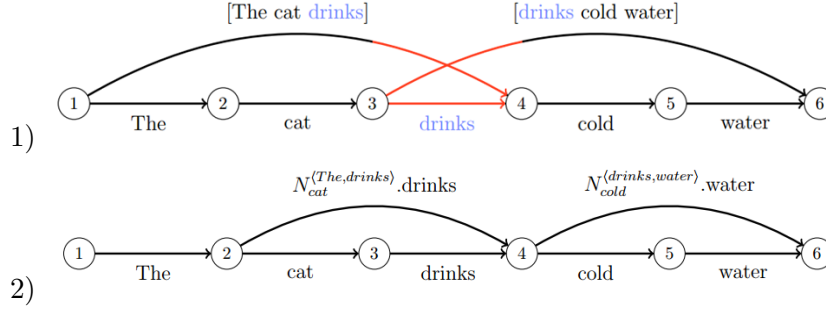 [The cat drinks] [drinks cold water]
1 2 3 4 5 6
The cat drinks cold water
1)
N_{cat}^{⟨The,drinks⟩}.drinks N_{cold}^{⟨drinks,water⟩}.water
1 2 3 4 5 6
The cat drinks cold water
2)